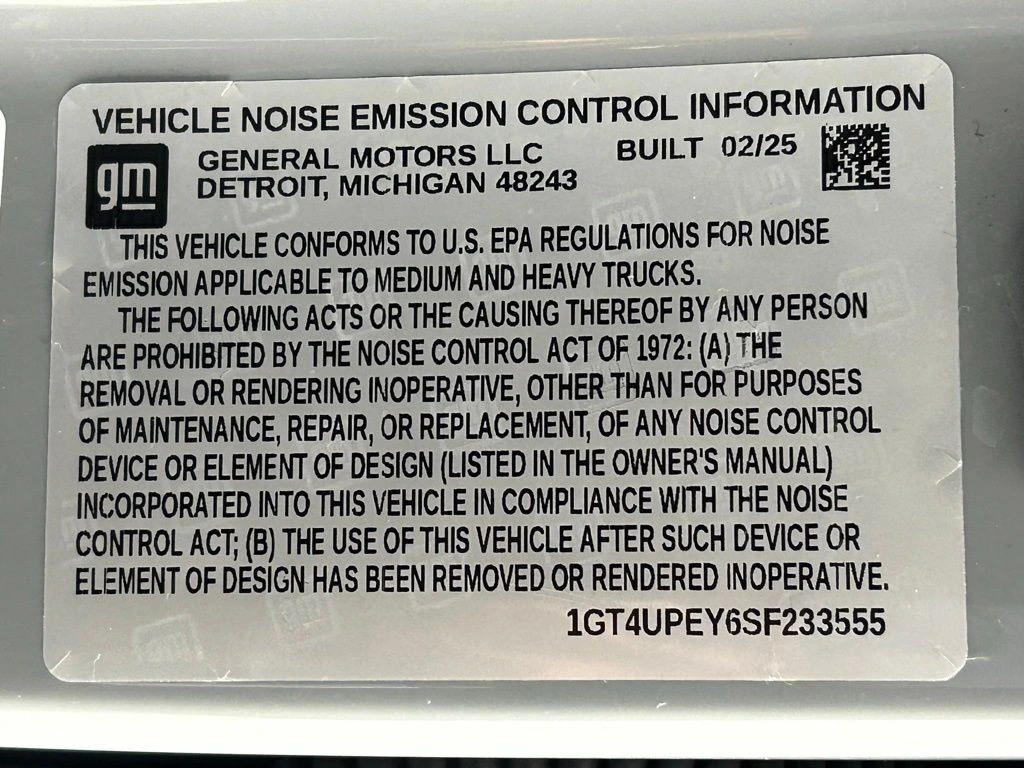 VEHICLE NOISE EMISSION CONTROL INFORMATION
gm
GENERAL MOTORS LLC
BUILT 02/25
DETROIT, MICHIGAN 48243
THIS VEHICLE CONFORMS TO U.S. EPA REGULATIONS FOR NOISE
EMISSION APPLICABLE TO MEDIUM AND HEAVY TRUCKS.
THE FOLLOWING ACTS OR THE CAUSING THEREOF BY ANY PERSON
ARE PROHIBITED BY THE NOISE CONTROL ACT OF 1972: (A) THE
REMOVAL OR RENDERING INOPERATIVE, OTHER THAN FOR PURPOSES
OF MAINTENANCE, REPAIR, OR REPLACEMENT, OF ANY NOISE CONTROL
DEVICE OR ELEMENT OF DESIGN (LISTED IN THE OWNER'S MANUAL)
INCORPORATED INTO THIS VEHICLE IN COMPLIANCE WITH THE NOISE
CONTROL ACT; (B) THE USE OF THIS VEHICLE AFTER SUCH DEVICE OR
ELEMENT OF DESIGN HAS BEEN REMOVED OR RENDERED INOPERATIVE.
1GT4UPEY6SF233555